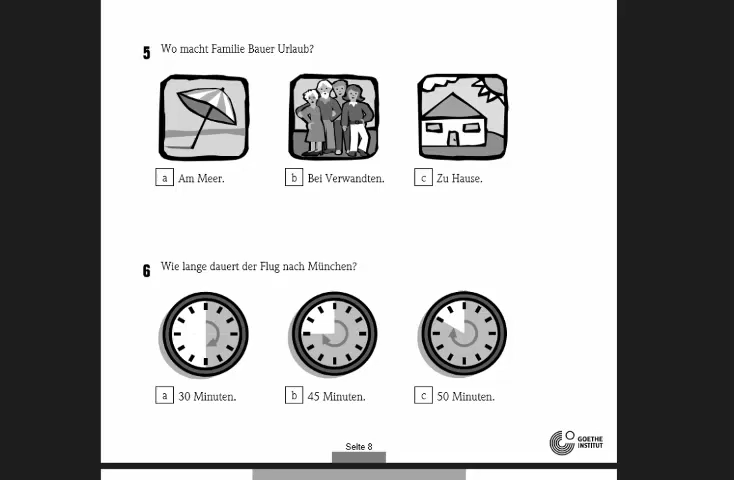 5 Wo macht Familie Bauer Urlaub?
a Am Meer. b Bei Verwandten. c Zu Hause.
6 Wie lange dauert der Flug nach München?
a 30 Minuten. b 45 Minuten. c 50 Minuten.
Seite 8
GOETHE
INSTITUT